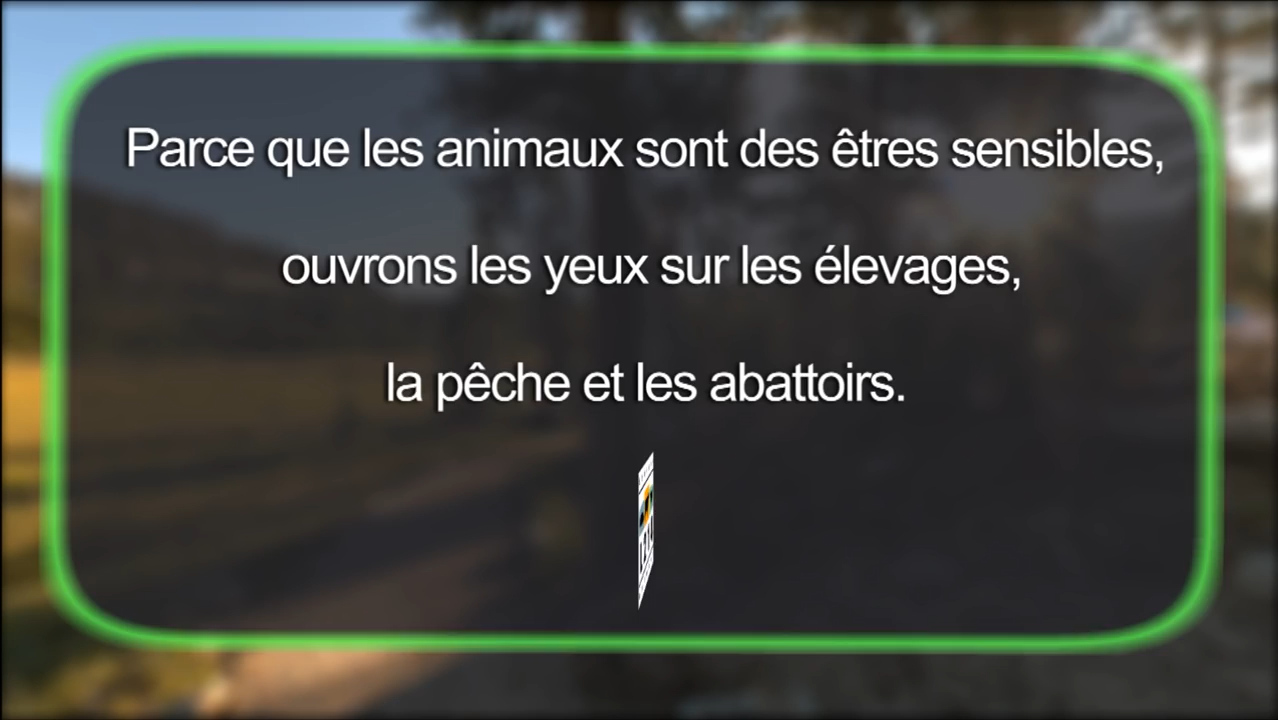 Parce que les animaux sont des êtres sensibles,
ouvrons les yeux sur les élevages,
la pêche et les abattoirs.